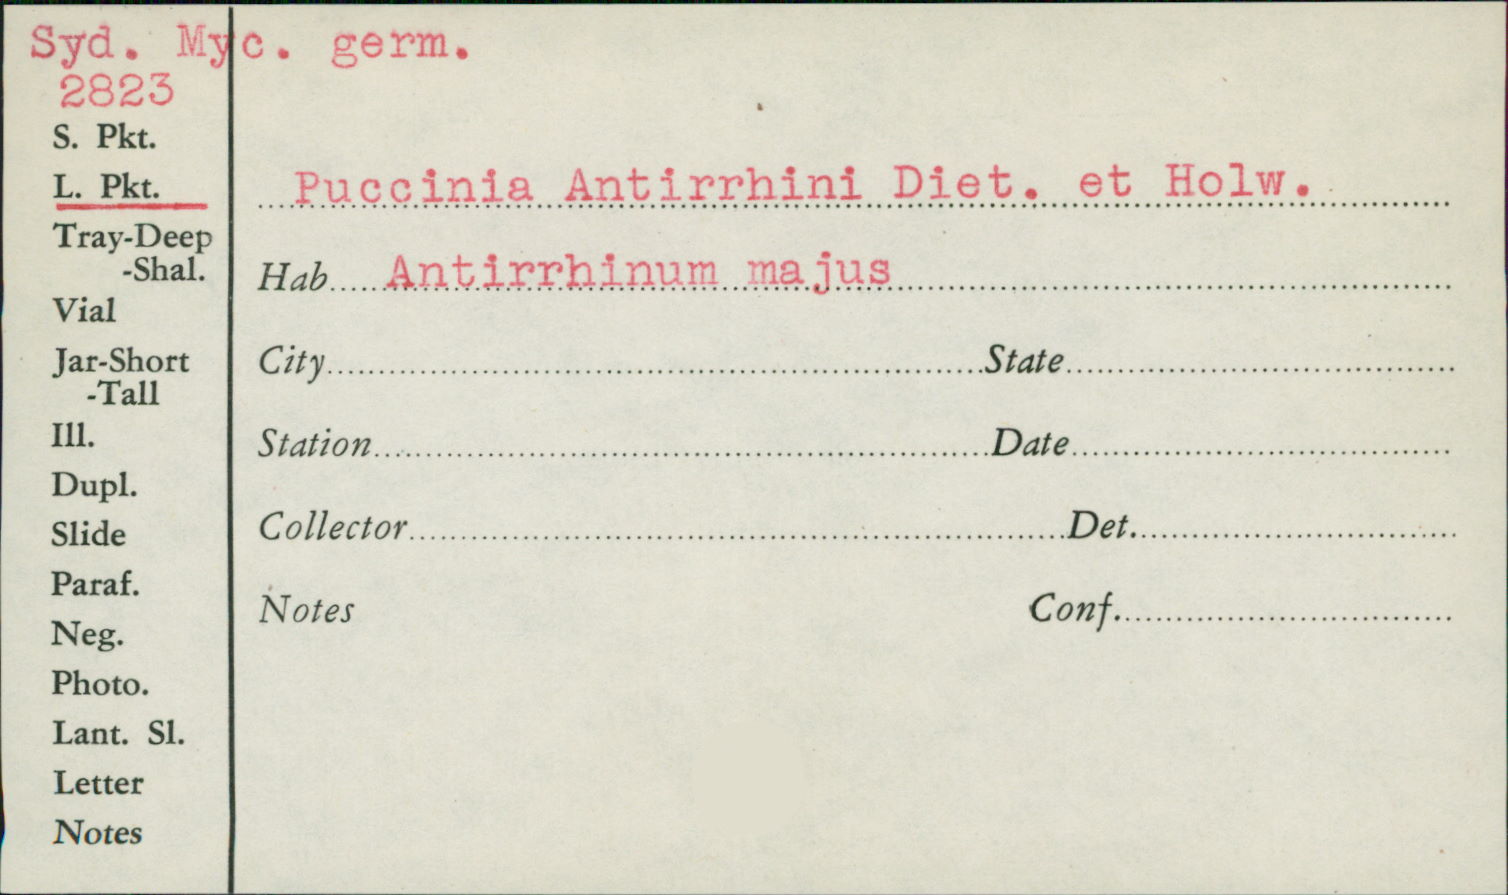 Syd. Myc. germ.
2823
S. Pkt.
L. Pkt.
Tray-Deep
-Shal.
Vial
Jar-Short
-Tall
Ill.
Dupl.
Slide
Paraf.
Neg.
Photo.
Lant. Sl.
Letter
Notes
Puccinia Antirrhini Diet. et Holw.
Hab. Antirrhinum majus
City State
Station Date
Collector Det.
Notes Conf.